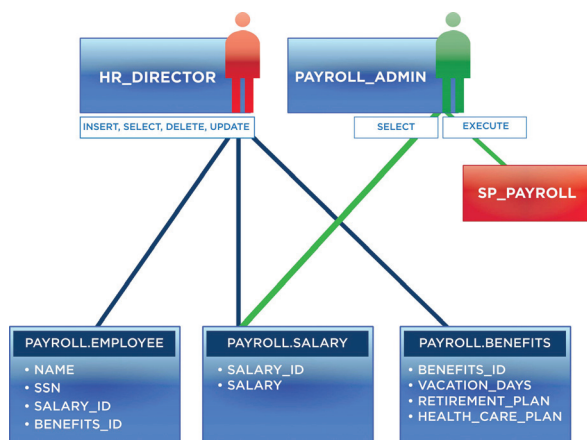 HR_DIRECTOR
PAYROLL_ADMIN
INSERT, SELECT, DELETE, UPDATE
SELECT
EXECUTE
SP_PAYROLL
PAYROLL.EMPLOYEE
• NAME
• SSN
• SALARY_ID
• BENEFITS_ID
PAYROLL.SALARY
• SALARY_ID
• SALARY
PAYROLL.BENEFITS
• BENEFITS_ID
• VACATION_DAYS
• RETIREMENT_PLAN
• HEALTH_CARE_PLAN